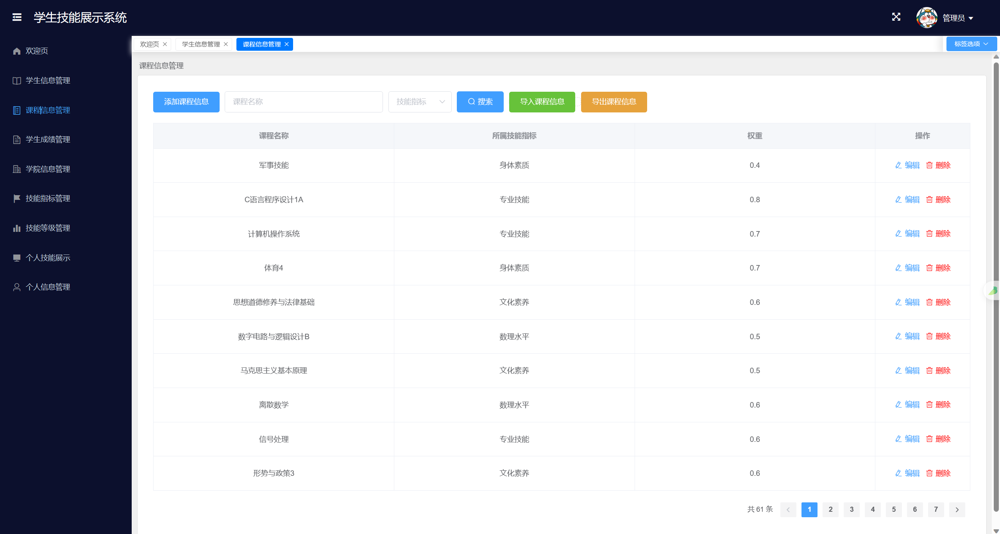 学生技能展示系统
管理员
欢迎页
学生信息管理
课程信息管理
学生成绩管理
学院信息管理
技能指标管理
技能等级管理
个人技能展示
个人信息管理
欢迎页 学生信息管理 课程信息管理 标签选项
课程信息管理
添加课程信息 课程名称 技能指标 搜索 导入课程信息 导出课程信息
课程名称 所属技能指标 权重 操作
军事技能 身体素质 0.4 编辑 删除
C语言程序设计1A 专业技能 0.8 编辑 删除
计算机操作系统 专业技能 0.7 编辑 删除
体育4 身体素质 0.7 编辑 删除
思想道德修养与法律基础 文化素养 0.6 编辑 删除
数字电路与逻辑设计B 数理水平 0.5 编辑 删除
马克思主义基本原理 文化素养 0.5 编辑 删除
离散数学 数理水平 0.6 编辑 删除
信号处理 专业技能 0.6 编辑 删除
形势与政策3 文化素养 0.6 编辑 删除
共 61 条 1 2 3 4 5 6 7